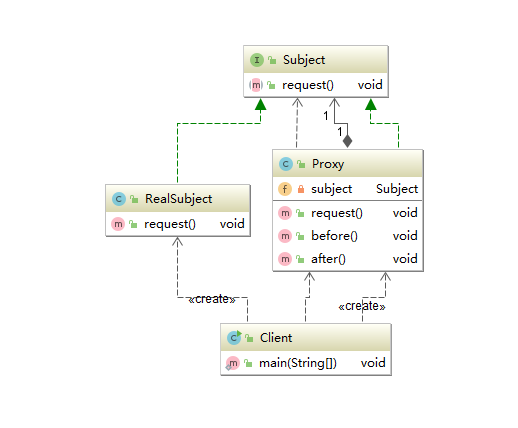 I Subject
m request() void
1
1
C Proxy
f subject Subject
m request() void
m before() void
m after() void
C RealSubject
m request() void
«create»
«create»
C Client
m main(String[]) void